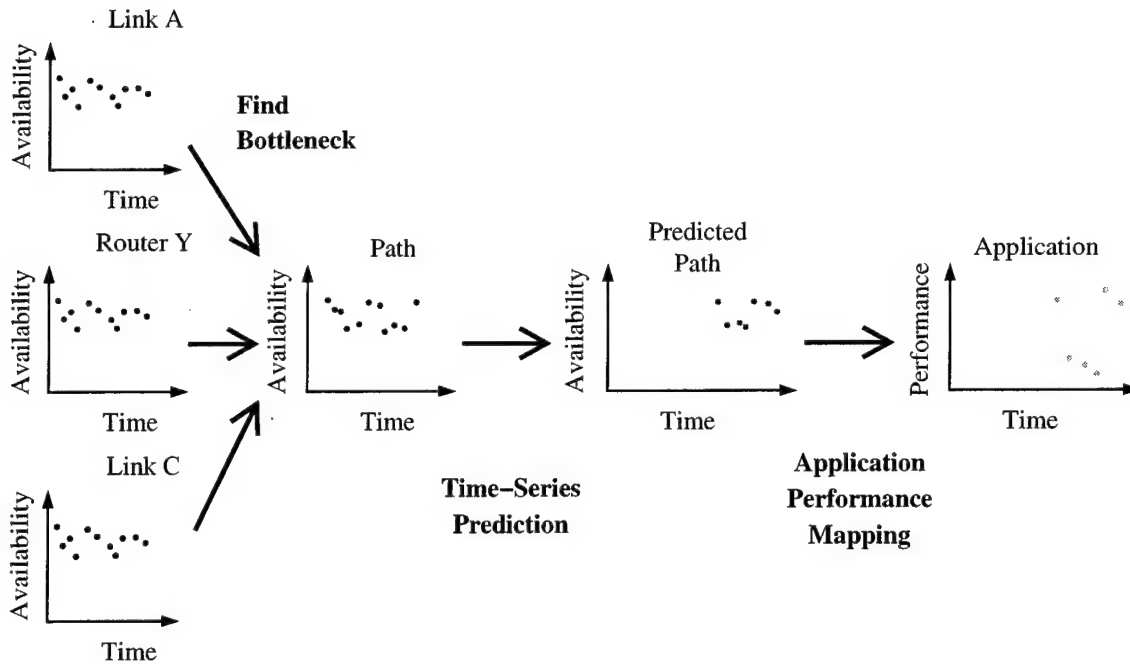 Link A
Availability
Time
Find
Bottleneck
Router Y
Availability
Time
Link C
Availability
Time
Path
Availability
Time
Time–Series
Prediction
Predicted
Path
Availability
Time
Application
Performance
Mapping
Application
Performance
Time